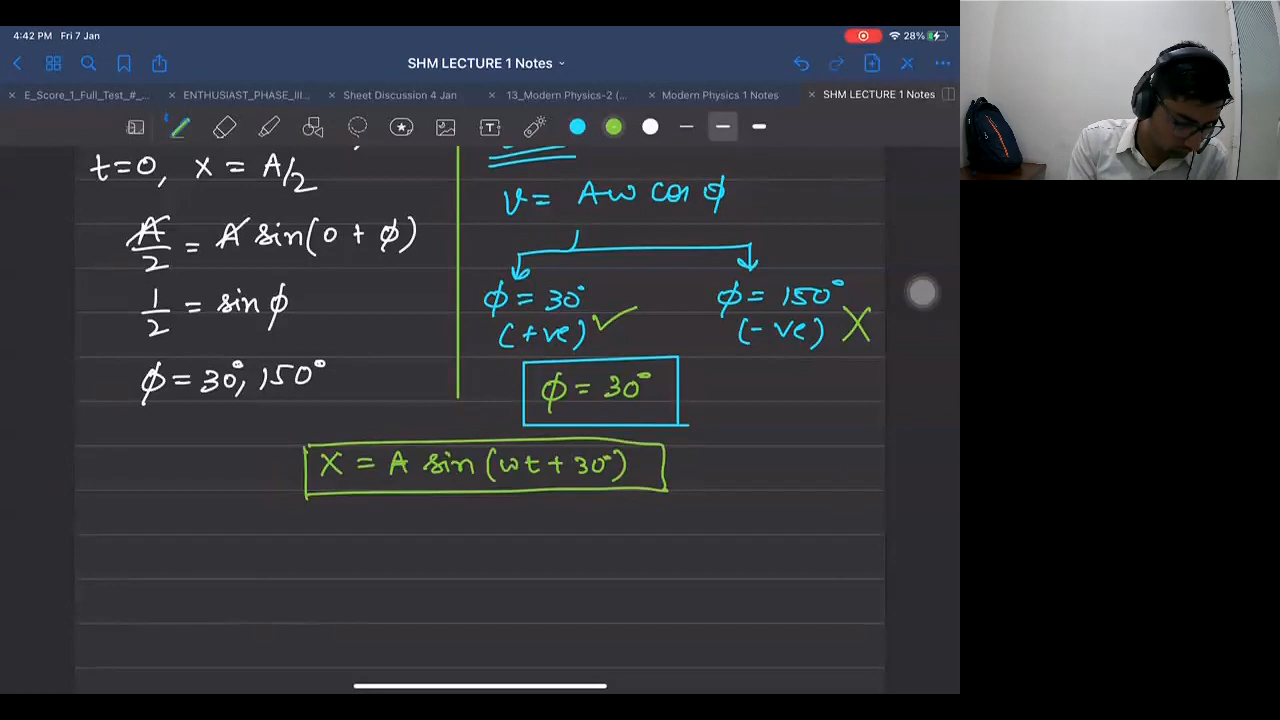 4:42 PM Fri 7 Jan
28%
SHM LECTURE 1 Notes
E_Score_1_Full_Test_#_...
ENTHUSIAST_PHASE_III...
Sheet Discussion 4 Jan
13_Modern Physics-2 (...
Modern Physics 1 Notes
SHM LECTURE 1 Notes
t=0, x = A/2
A/2 = A sin(0 + ϕ)
1/2 = sinϕ
ϕ = 30°, 150°
v = Aω cos ϕ
ϕ = 30°
(+ve) ✓
ϕ = 150°
(-ve) X
ϕ = 30°
X = A sin(ωt + 30°)